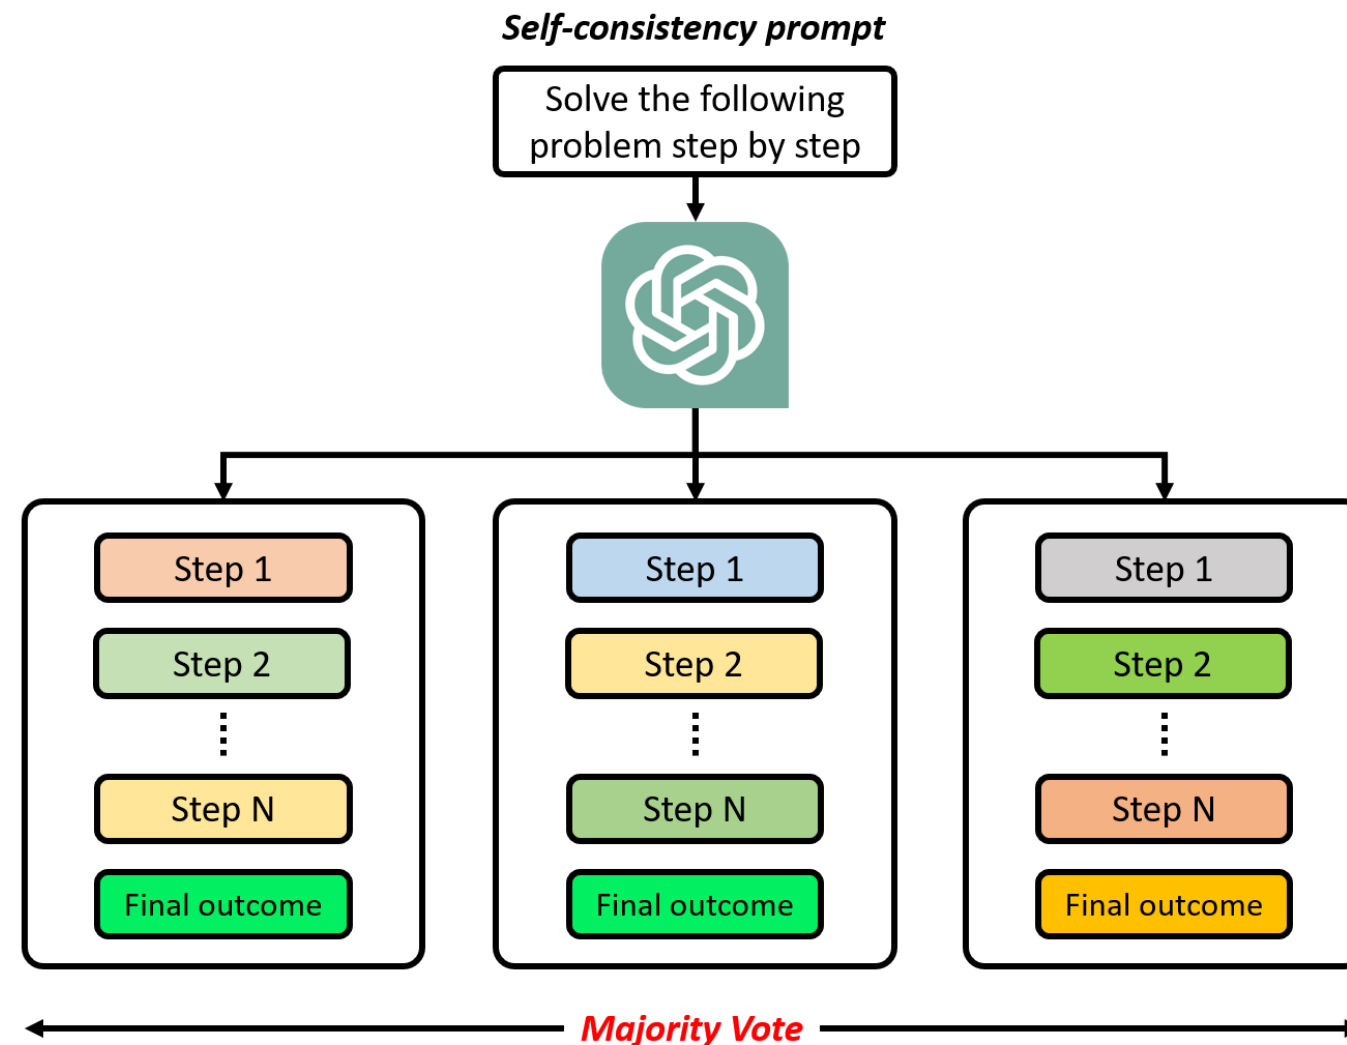 Self-consistency prompt
Solve the following
problem step by step
Step 1
Step 2
Step N
Final outcome
Step 1
Step 2
Step N
Final outcome
Step 1
Step 2
Step N
Final outcome
Majority Vote